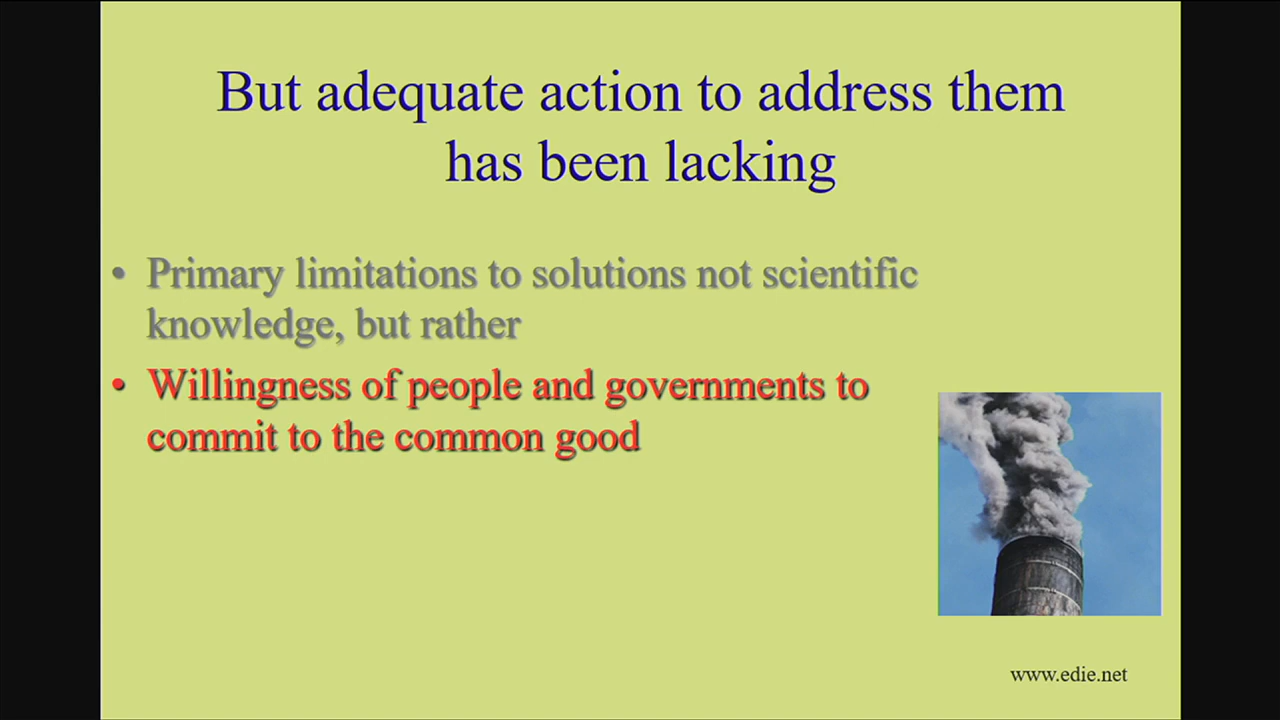 But adequate action to address them
has been lacking
• Primary limitations to solutions not scientific
knowledge, but rather
• Willingness of people and governments to
commit to the common good
www.edie.net